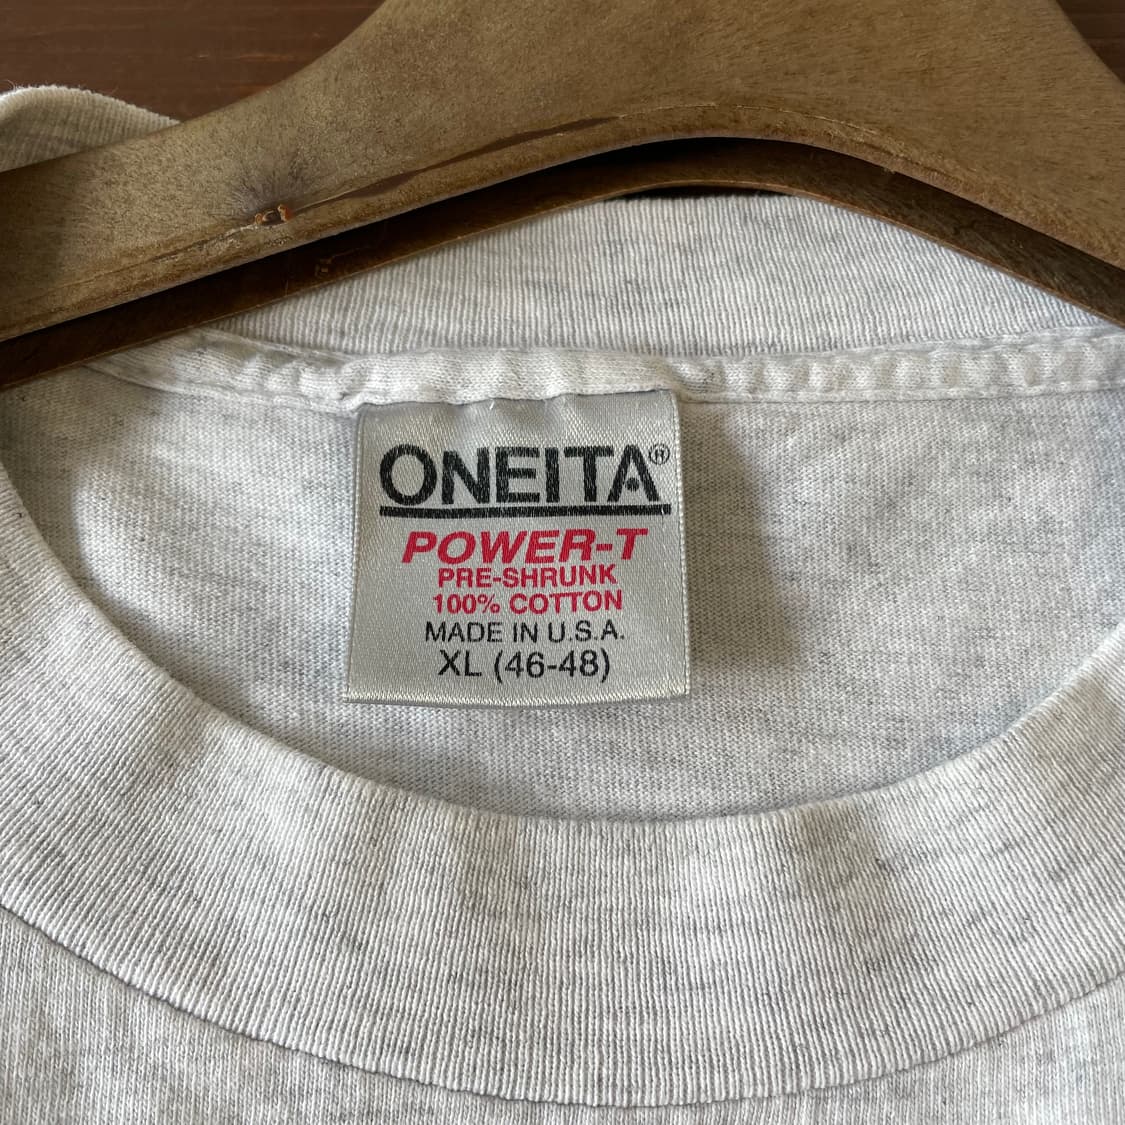 ONEITA®
POWER-T
PRE-SHRUNK
100% COTTON
MADE IN U.S.A.
XL (46-48)